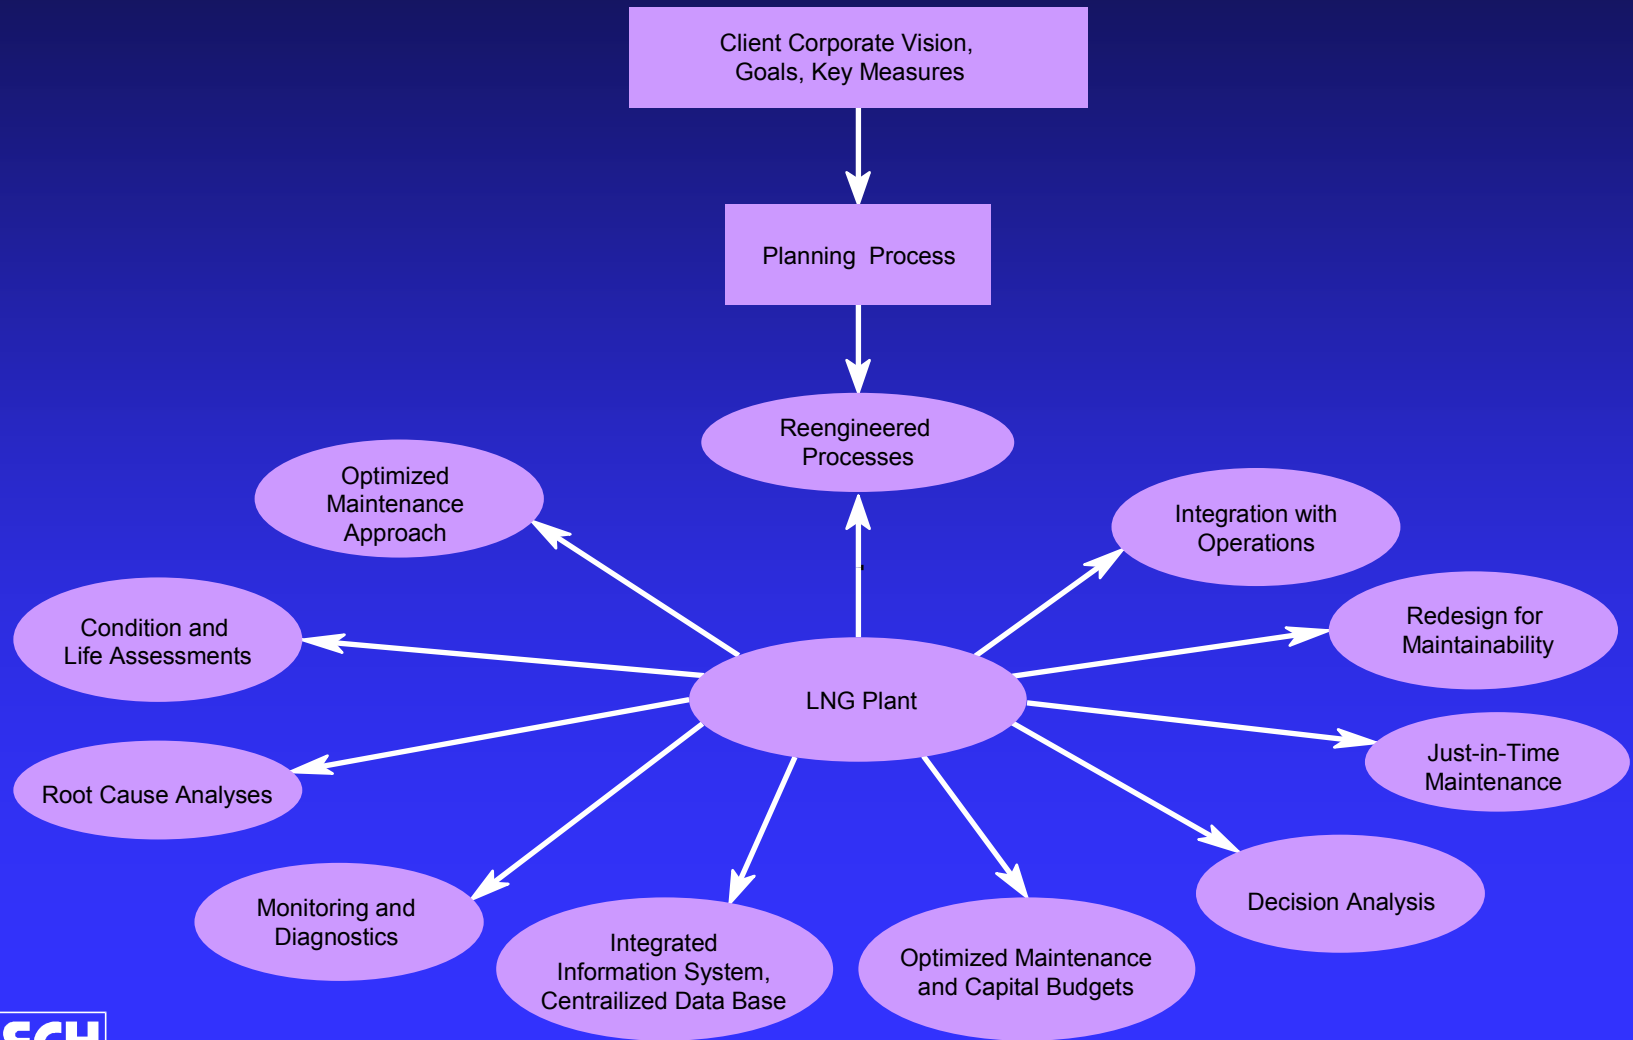 Client Corporate Vision,
Goals, Key Measures
Planning Process
Reengineered
Processes
Optimized
Maintenance
Approach
Integration with
Operations
Condition and
Life Assessments
Redesign for
Maintainability
LNG Plant
Root Cause Analyses
Just-in-Time
Maintenance
Monitoring and
Diagnostics
Decision Analysis
Integrated
Information System,
Centrailized Data Base
Optimized Maintenance
and Capital Budgets